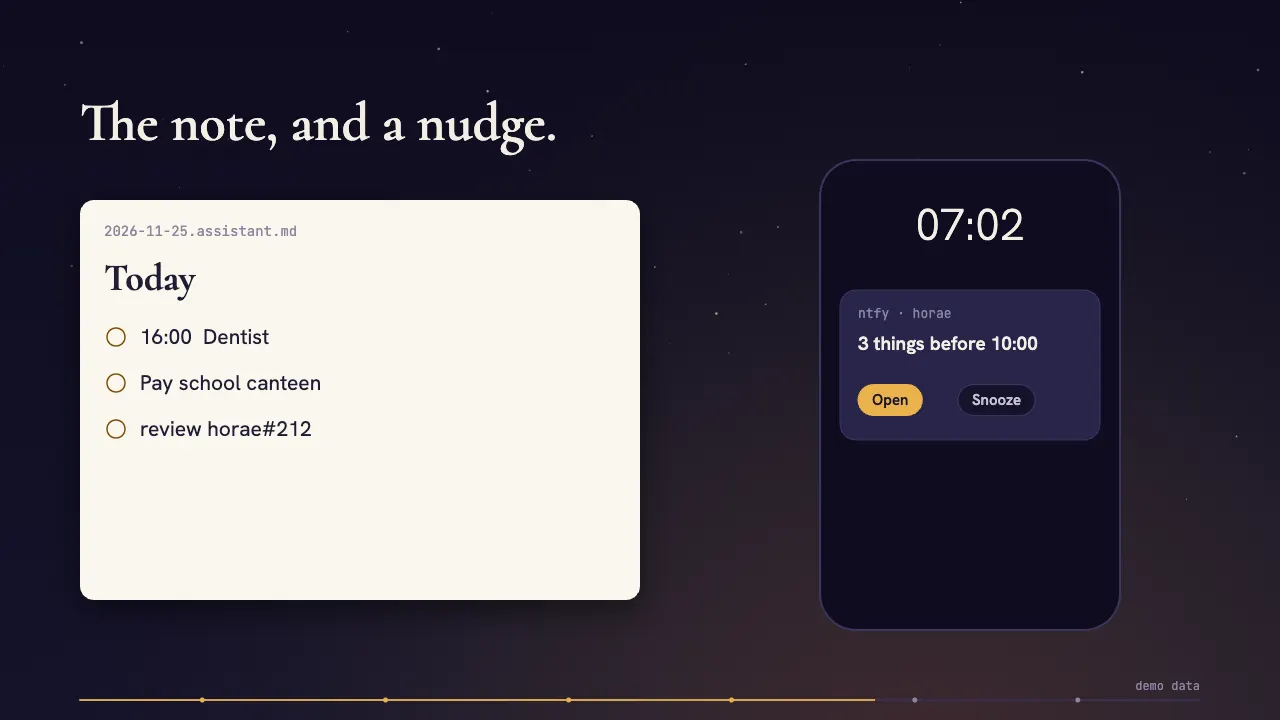 The note, and a nudge.
2026-11-25.assistant.md
Today
16:00 Dentist
Pay school canteen
review horae#212
07:02
ntfy · horae
3 things before 10:00
Open
Snooze
demo data